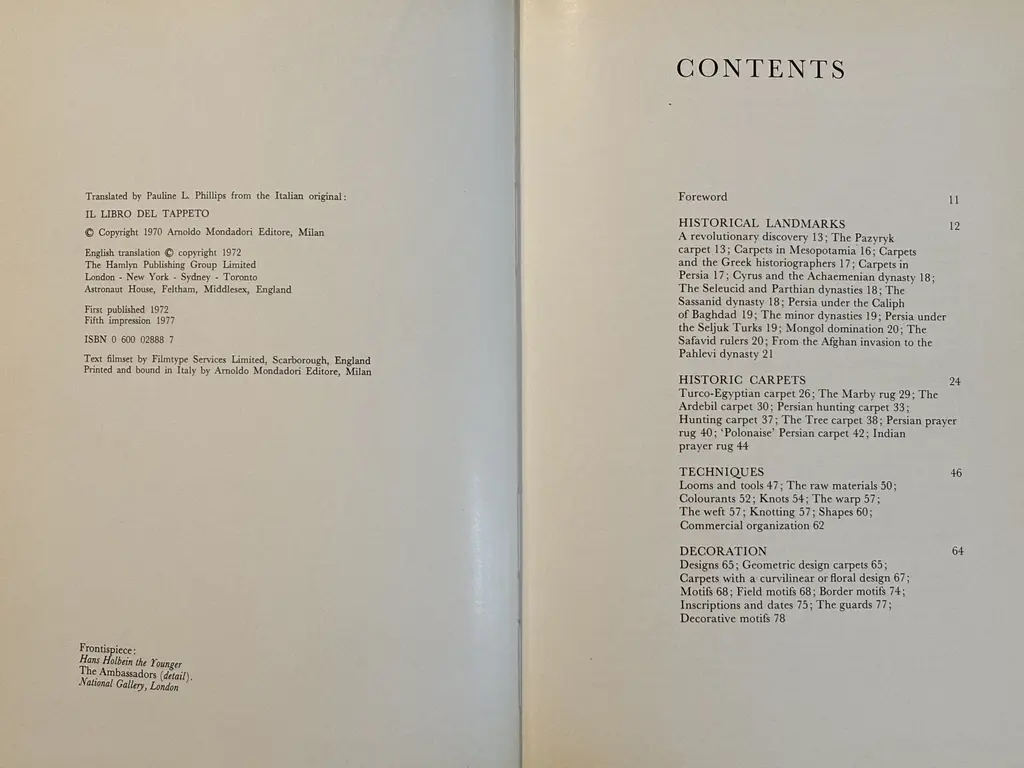 Translated by Pauline L. Phillips from the Italian original:
IL LIBRO DEL TAPPETO
© Copyright 1970 Arnoldo Mondadori Editore, Milan
English translation © copyright 1972
The Hamlyn Publishing Group Limited
London - New York - Sydney - Toronto
Astronaut House, Feltham, Middlesex, England
First published 1972
Fifth impression 1977
ISBN 0 600 02888 7
Text filmset by Filmtype Services Limited, Scarborough, England
Printed and bound in Italy by Arnoldo Mondadori Editore, Milan
Frontispiece:
Hans Holbein the Younger
The Ambassadors (detail).
National Gallery, London
CONTENTS
Foreword 11
HISTORICAL LANDMARKS 12
A revolutionary discovery 13; The Pazyryk
carpet 13; Carpets in Mesopotamia 16; Carpets
and the Greek historiographers 17; Carpets in
Persia 17; Cyrus and the Achaemenian dynasty 18;
The Seleucid and Parthian dynasties 18; The
Sassanid dynasty 18; Persia under the Caliph
of Baghdad 19; The minor dynasties 19; Persia under
the Seljuk Turks 19; Mongol domination 20; The
Safavid rulers 20; From the Afghan invasion to the
Pahlevi dynasty 21
HISTORIC CARPETS 24
Turco-Egyptian carpet 26; The Marby rug 29; The
Ardebil carpet 30; Persian hunting carpet 33;
Hunting carpet 37; The Tree carpet 38; Persian prayer
rug 40; 'Polonaise' Persian carpet 42; Indian
prayer rug 44
TECHNIQUES 46
Looms and tools 47; The raw materials 50;
Colourants 52; Knots 54; The warp 57;
The weft 57; Knotting 57; Shapes 60;
Commercial organization 62
DECORATION 64
Designs 65; Geometric design carpets 65;
Carpets with a curvilinear or floral design 67;
Motifs 68; Field motifs 68; Border motifs 74;
Inscriptions and dates 75; The guards 77;
Decorative motifs 78